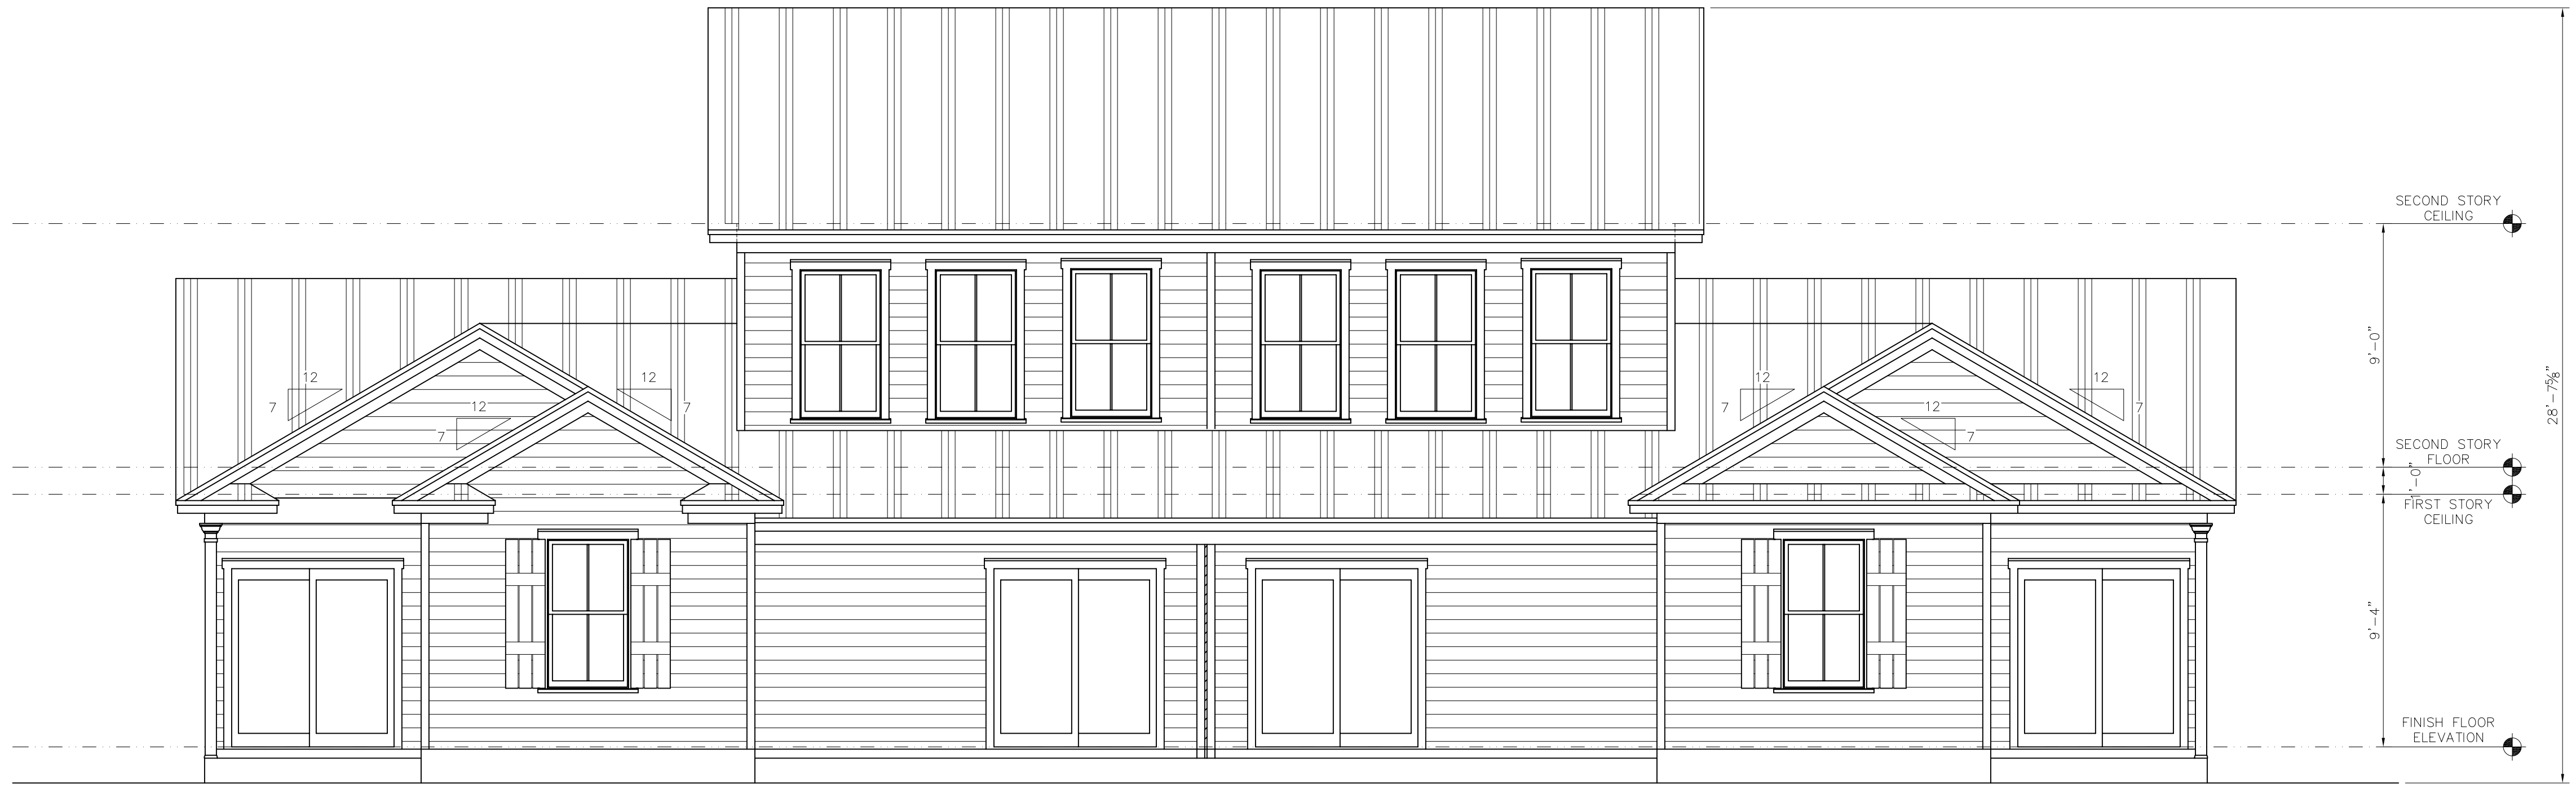 SECOND STORY
CEILING
9'-0"
28'-7⅝"
12
7
12
7
12
7
12
7
12
7
12
7
SECOND STORY
FLOOR
1'-0"
FIRST STORY
CEILING
9'-4"
FINISH FLOOR
ELEVATION